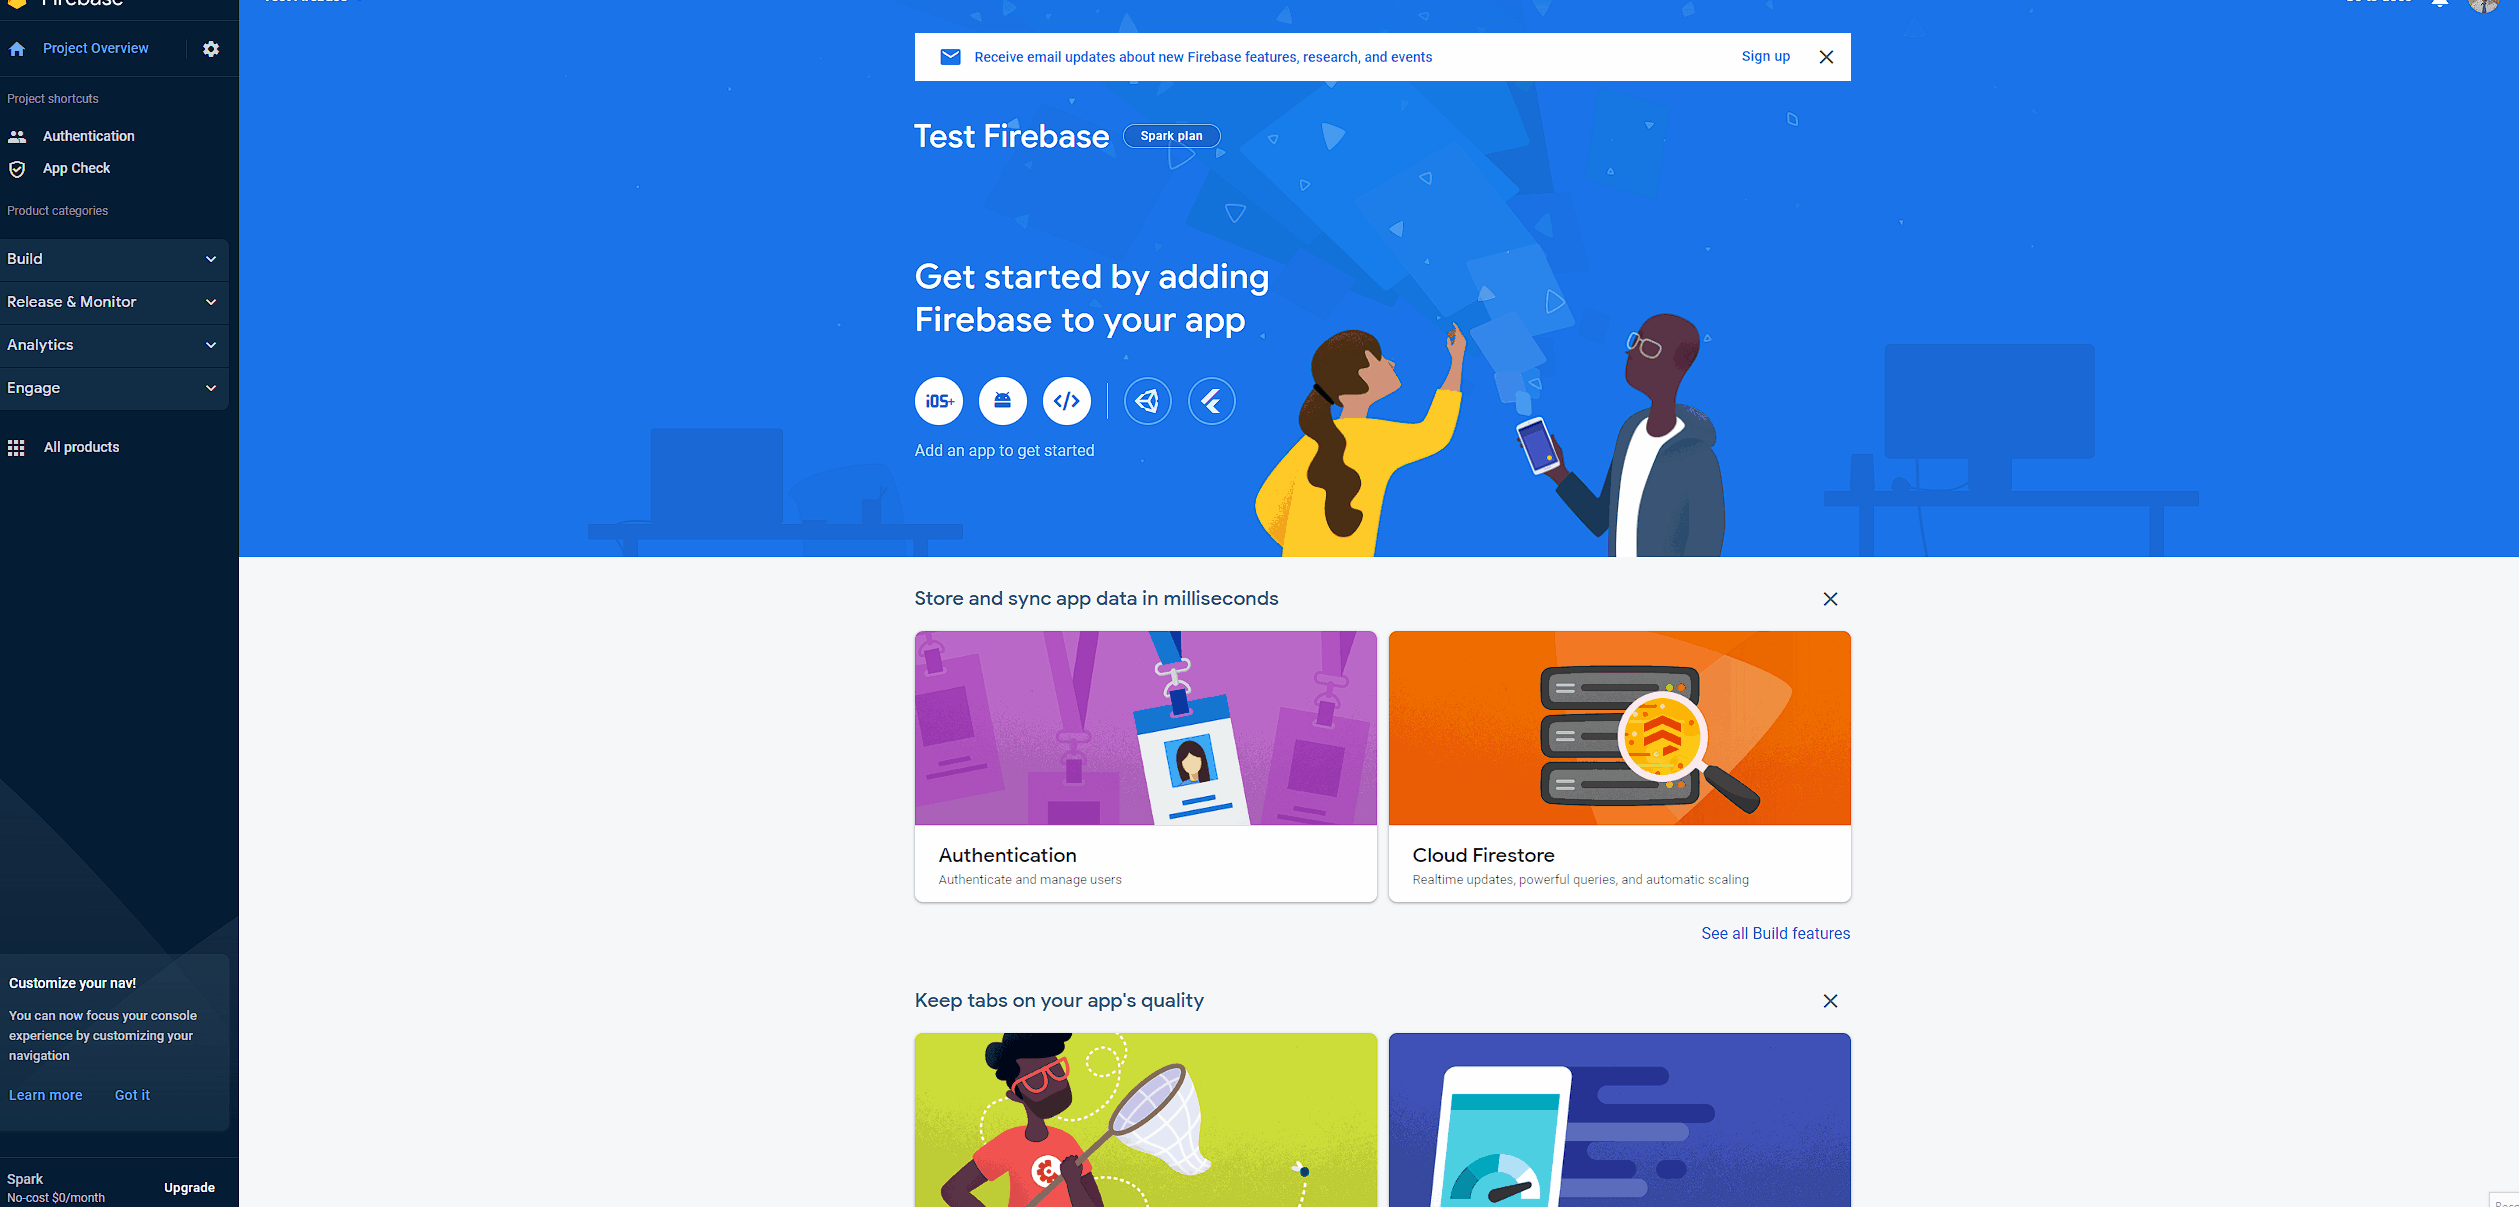 Firebase
Project Overview
Project shortcuts
Authentication
App Check
Product categories
Build
Release & Monitor
Analytics
Engage
All products
Customize your nav!
You can now focus your console
experience by customizing your
navigation
Learn more Got it
Spark
No-cost $0/month
Upgrade
Receive email updates about new Firebase features, research, and events
Sign up
Test Firebase
Spark plan
Get started by adding
Firebase to your app
iOS+
Add an app to get started
Store and sync app data in milliseconds
Authentication
Authenticate and manage users
Cloud Firestore
Realtime updates, powerful queries, and automatic scaling
See all Build features
Keep tabs on your app's quality